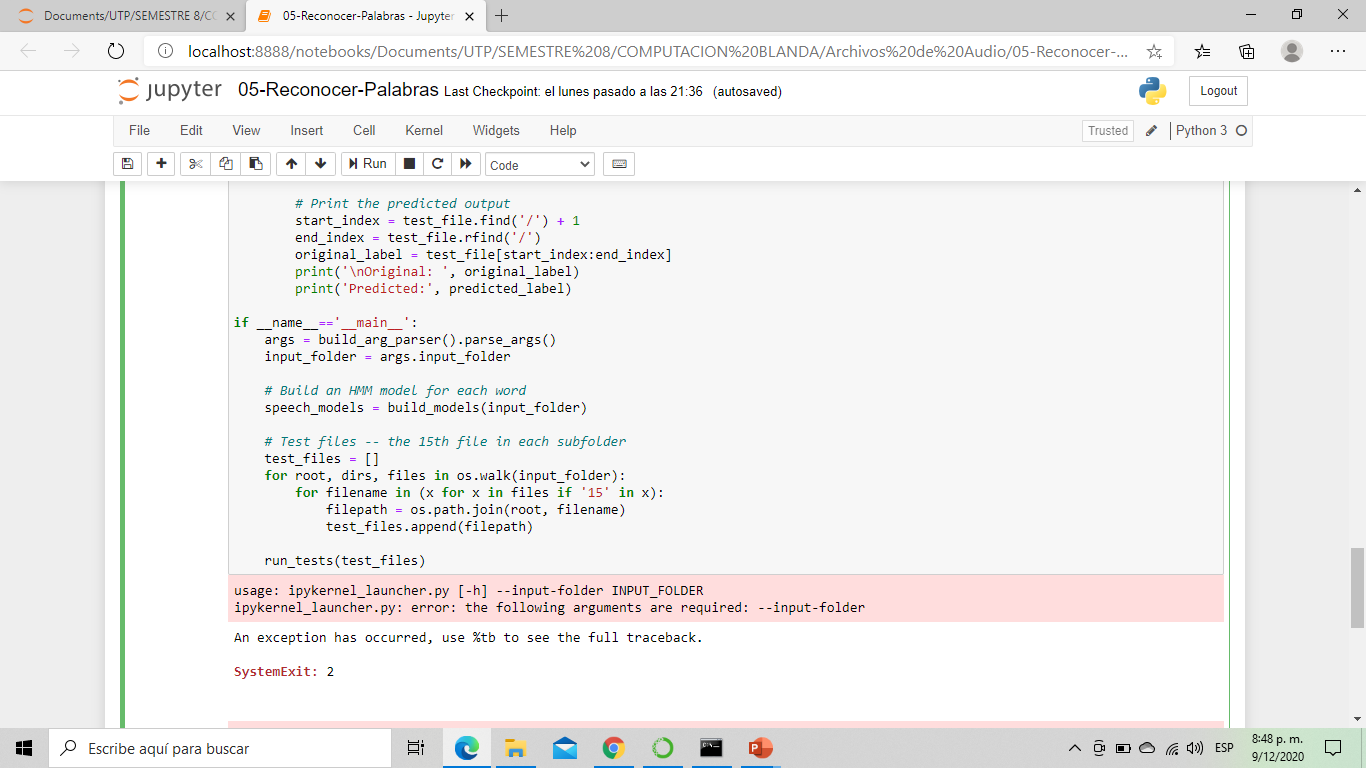 Documents/UTP/SEMESTRE 8/CC
05-Reconocer-Palabras - Jupyter
localhost:8888/notebooks/Documents/UTP/SEMESTRE%208/COMPUTACION%20BLANDA/Archivos%20de%20Audio/05-Reconocer-...
jupyter 05-Reconocer-Palabras Last Checkpoint: el lunes pasado a las 21:36 (autosaved)
Logout
File Edit View Insert Cell Kernel Widgets Help
Trusted Python 3
Run Code
# Print the predicted output
start_index = test_file.find('/') + 1
end_index = test_file.rfind('/')
original_label = test_file[start_index:end_index]
print('\nOriginal: ', original_label)
print('Predicted:', predicted_label)
if __name__=='__main__':
args = build_arg_parser().parse_args()
input_folder = args.input_folder
# Build an HMM model for each word
speech_models = build_models(input_folder)
# Test files -- the 15th file in each subfolder
test_files = []
for root, dirs, files in os.walk(input_folder):
for filename in (x for x in files if '15' in x):
filepath = os.path.join(root, filename)
test_files.append(filepath)
run_tests(test_files)
usage: ipykernel_launcher.py [-h] --input-folder INPUT_FOLDER
ipykernel_launcher.py: error: the following arguments are required: --input-folder
An exception has occurred, use %tb to see the full traceback.
SystemExit: 2
Escribe aquí para buscar
ESP
8:48 p. m.
9/12/2020